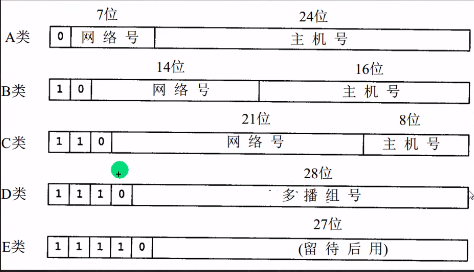 7位 24位
A类 0 网络号 主机号
14位 16位
B类 1 0 网络号 主机号
21位 8位
C类 1 1 0 网络号 主机号
28位
D类 1 1 1 0 多播组号
27位
E类 1 1 1 1 0 (留待后用)